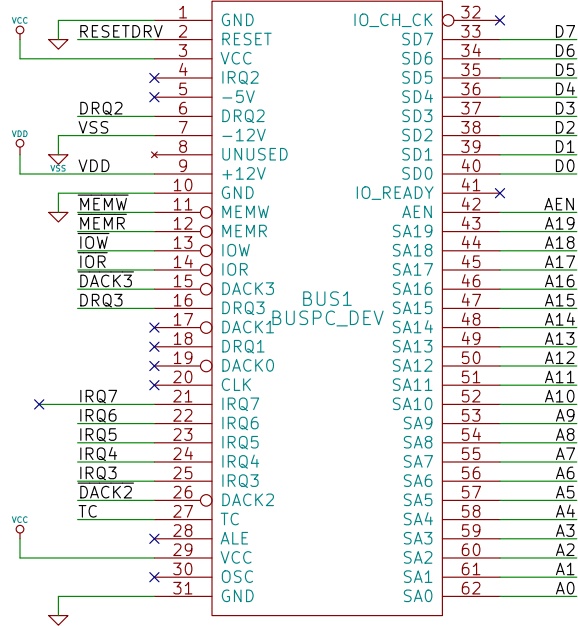 1 GND IO_CH_CK 32
VCC RESETDRV 2 RESET SD7 33 D7
3 VCC SD6 34 D6
4 IRQ2 SD5 35 D5
5 -5V SD4 36 D4
DRQ2 6 DRQ2 SD3 37 D3
VSS 7 -12V SD2 38 D2
VDD 8 UNUSED SD1 39 D1
VSS VDD 9 +12V SD0 40 D0
10 GND IO_READY 41
MEMW 11 MEMW AEN 42 AEN
MEMR 12 MEMR SA19 43 A19
IOW 13 IOW SA18 44 A18
IOR 14 IOR SA17 45 A17
DACK3 15 DACK3 SA16 46 A16
DRQ3 16 DRQ3 BUS1 SA15 47 A15
17 DACK1 BUSPC_DEV SA14 48 A14
18 DRQ1 SA13 49 A13
19 DACK0 SA12 50 A12
20 CLK SA11 51 A11
IRQ7 21 IRQ7 SA10 52 A10
IRQ6 22 IRQ6 SA9 53 A9
IRQ5 23 IRQ5 SA8 54 A8
IRQ4 24 IRQ4 SA7 55 A7
IRQ3 25 IRQ3 SA6 56 A6
DACK2 26 DACK2 SA5 57 A5
TC 27 TC SA4 58 A4
VCC 28 ALE SA3 59 A3
29 VCC SA2 60 A2
30 OSC SA1 61 A1
31 GND SA0 62 A0